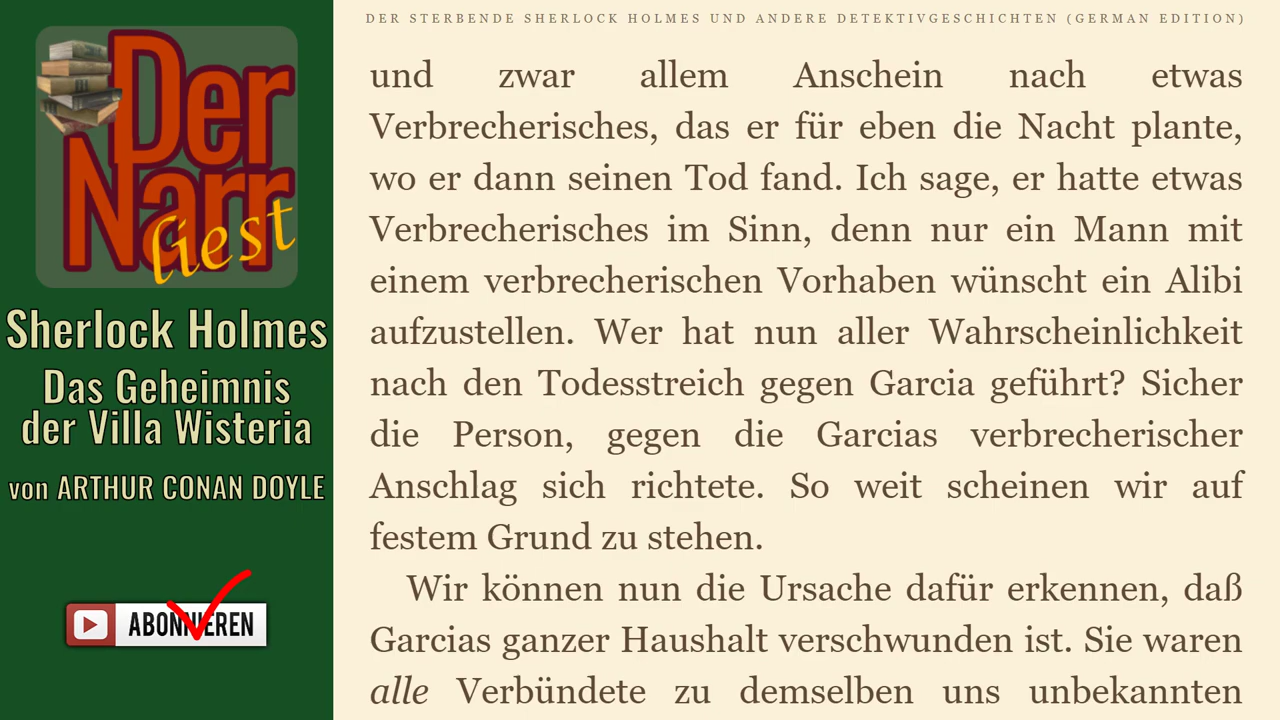 Der
Narr
liest
Sherlock Holmes
Das Geheimnis
der Villa Wisteria
von ARTHUR CONAN DOYLE
ABONNIEREN
DER STERBENDE SHERLOCK HOLMES UND ANDERE DETEKTIVGESCHICHTEN (GERMAN EDITION)
und zwar allem Anschein nach etwas
Verbrecherisches, das er für eben die Nacht plante,
wo er dann seinen Tod fand. Ich sage, er hatte etwas
Verbrecherisches im Sinn, denn nur ein Mann mit
einem verbrecherischen Vorhaben wünscht ein Alibi
aufzustellen. Wer hat nun aller Wahrscheinlichkeit
nach den Todesstreich gegen Garcia geführt? Sicher
die Person, gegen die Garcias verbrecherischer
Anschlag sich richtete. So weit scheinen wir auf
festem Grund zu stehen.
Wir können nun die Ursache dafür erkennen, daß
Garcias ganzer Haushalt verschwunden ist. Sie waren
alle Verbündete zu demselben uns unbekannten